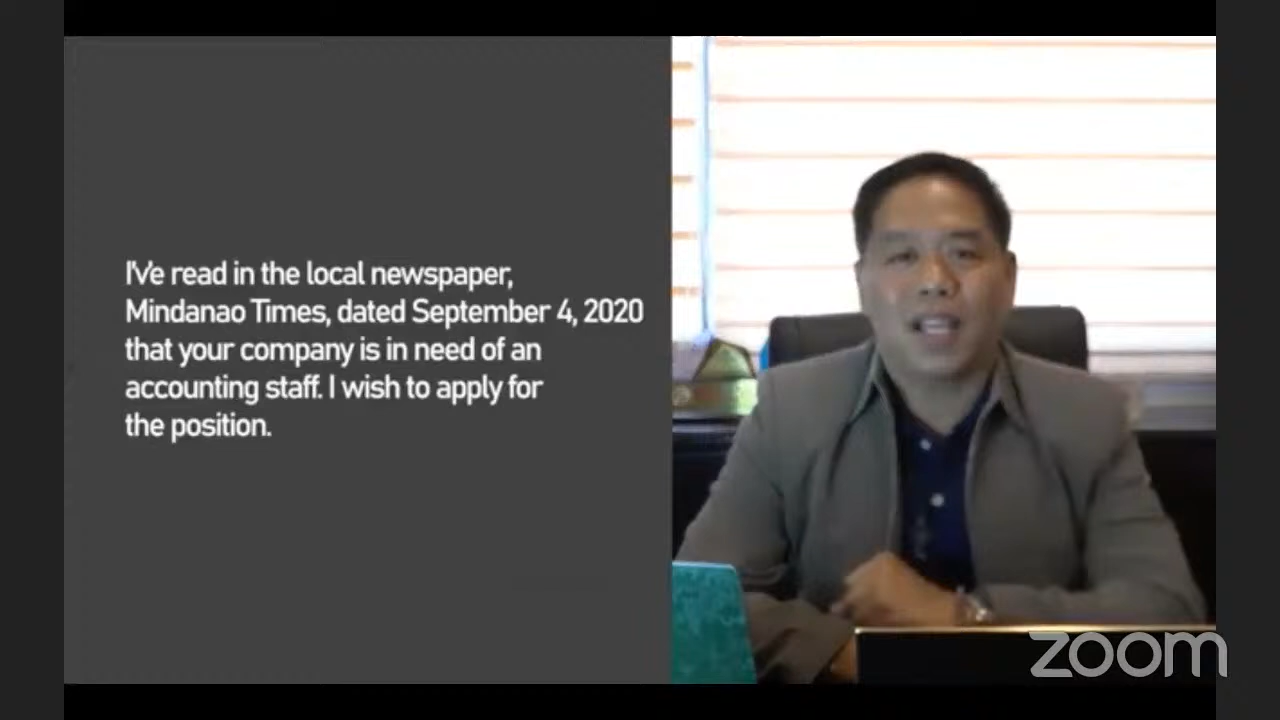 I've read in the local newspaper,
Mindanao Times, dated September 4, 2020
that your company is in need of an
accounting staff. I wish to apply for
the position.
zoom